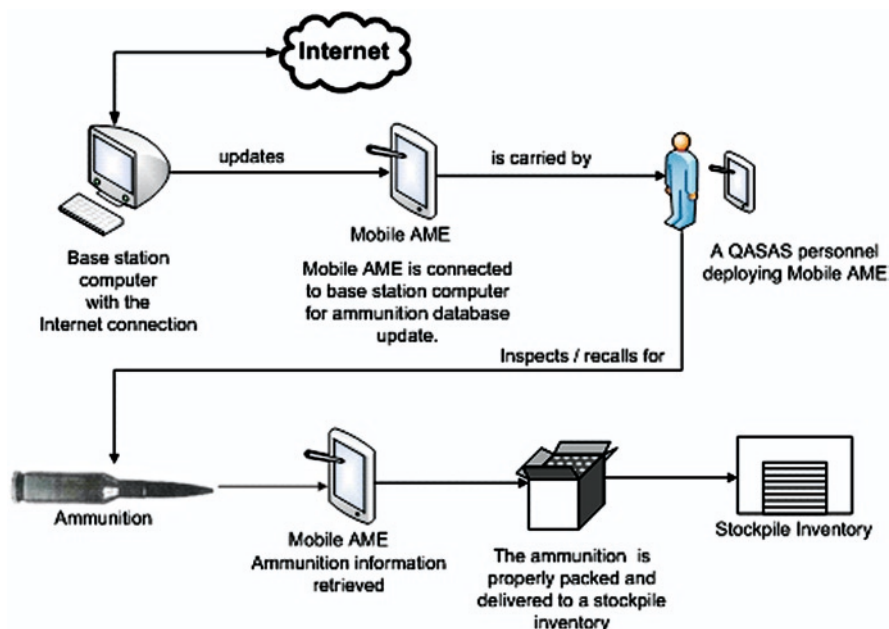 Internet
updates
is carried by
Mobile AME
Base station
computer
with the
Internet connection
Mobile AME is connected
to base station computer
for ammunition database
update.
A QASAS personnel
deploying Mobile AME
Inspects / recalls for
Ammunition
Mobile AME
Ammunition information
retrieved
The ammunition is
properly packed and
delivered to a stockpile
inventory
Stockpile Inventory